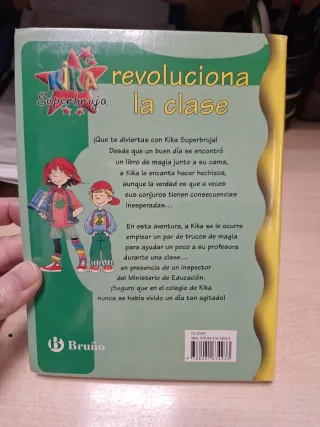 KIKA
Superbruja
revoluciona
la clase
¡Que te diviertas con Kika Superbruja!
Desde que un buen día se encontró
un libro de magia junto a su cama,
a Kika le encanta hacer hechizos,
aunque la verdad es que a veces
sus conjuros tienen consecuencias
inesperadas...
En esta aventura, a Kika se le ocurre
emplear un par de trucos de magia
para ayudar un poco a su profesora
durante una clase...
en presencia de un inspector
del Ministerio de Educación.
¡Seguro que en el colegio de Kika
nunca se había vivido un día tan agitado!
B Bruño